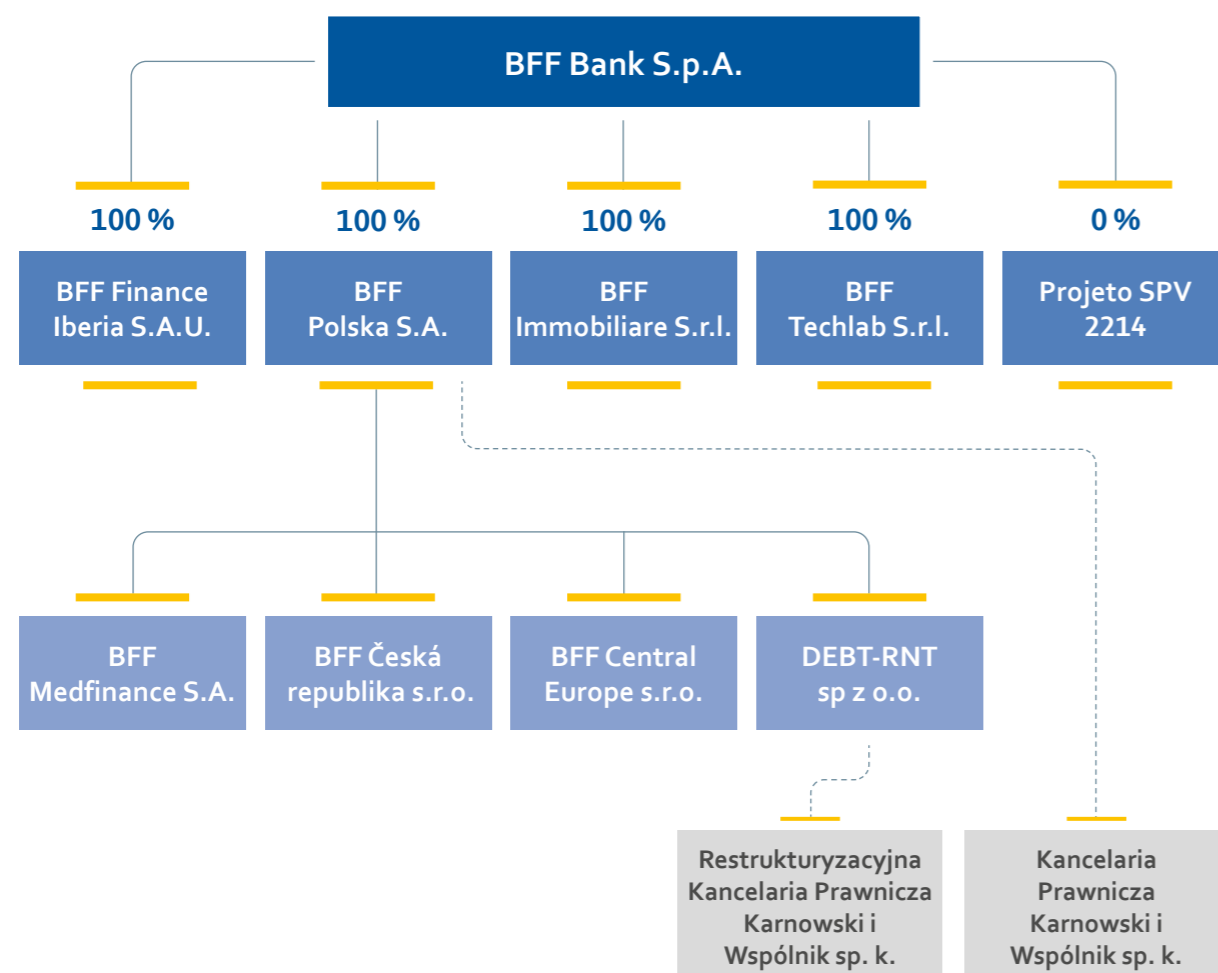 BFF Bank S.p.A.
100 %
100 %
100 %
100 %
0 %
BFF Finance
Iberia S.A.U.
BFF
Polska S.A.
BFF
Immobiliare S.r.l.
BFF
Techlab S.r.l.
Projeto SPV
2214
BFF
Medfinance S.A.
BFF Česká
republika s.r.o.
BFF Central
Europe s.r.o.
DEBT-RNT
sp z o.o.
Restrukturyzacyjna
Kancelaria Prawnicza
Karnowski i
Wspólnik sp. k.
Kancelaria
Prawnicza
Karnowski i
Wspólnik sp. k.